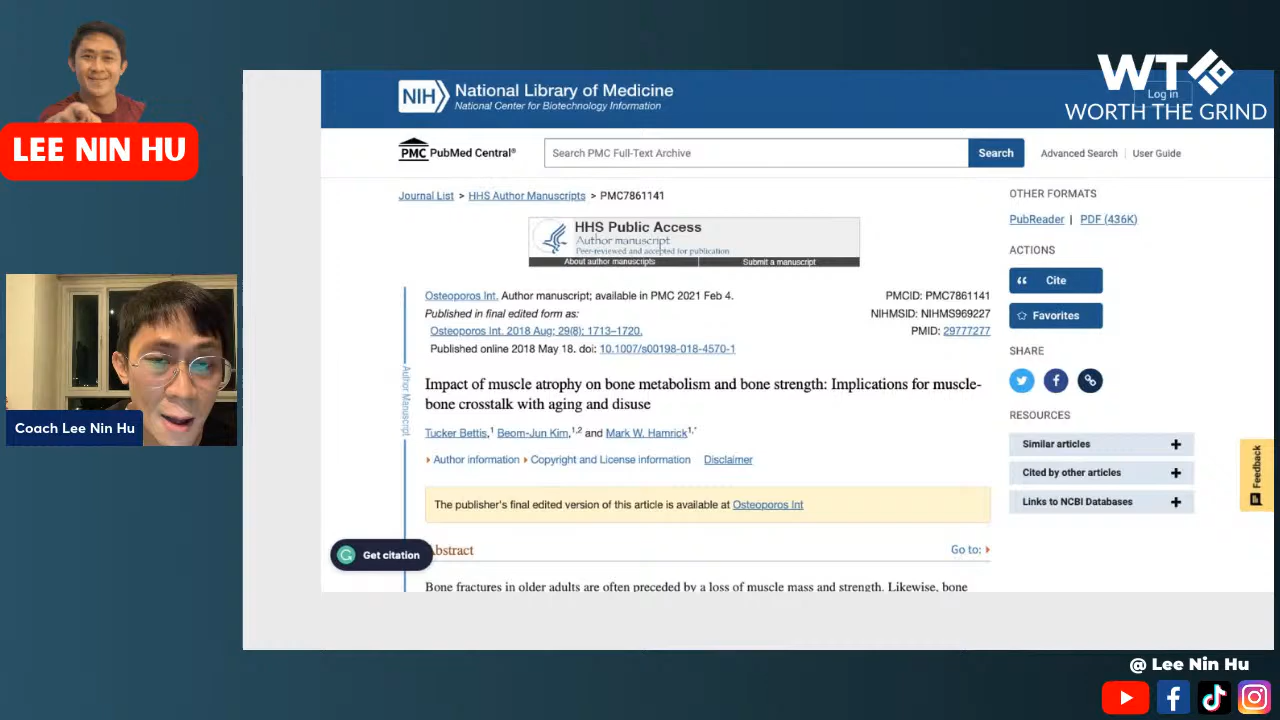 LEE NIN HU
WT
WORTH THE GRIND
NIH
National Library of Medicine
National Center for Biotechnology Information
Log in
PMC PubMed Central®
Search PMC Full-Text Archive
Search
Advanced Search | User Guide
Journal List > HHS Author Manuscripts > PMC7861141
HHS Public Access
Author manuscript
Peer-reviewed and accepted for publication
About author manuscripts
Submit a manuscript
Osteoporos Int. Author manuscript; available in PMC 2021 Feb 4.
Published in final edited form as:
Osteoporos Int. 2018 Aug; 29(8): 1713–1720.
Published online 2018 May 18. doi: 10.1007/s00198-018-4570-1
PMCID: PMC7861141
NIHMSID: NIHMS969227
PMID: 29777277
Author Manuscript
Impact of muscle atrophy on bone metabolism and bone strength: Implications for muscle-
bone crosstalk with aging and disuse
Tucker Bettis,1 Beom-Jun Kim,1,2 and Mark W. Hamrick1,*
Author information Copyright and License information Disclaimer
The publisher's final edited version of this article is available at Osteoporos Int
Abstract
Go to:
Bone fractures in older adults are often preceded by a loss of muscle mass and strength. Likewise, bone
Get citation
OTHER FORMATS
PubReader | PDF (436K)
ACTIONS
Cite
Favorites
SHARE
RESOURCES
Similar articles
Cited by other articles
Links to NCBI Databases
Feedback
Coach Lee Nin Hu
@ Lee Nin Hu